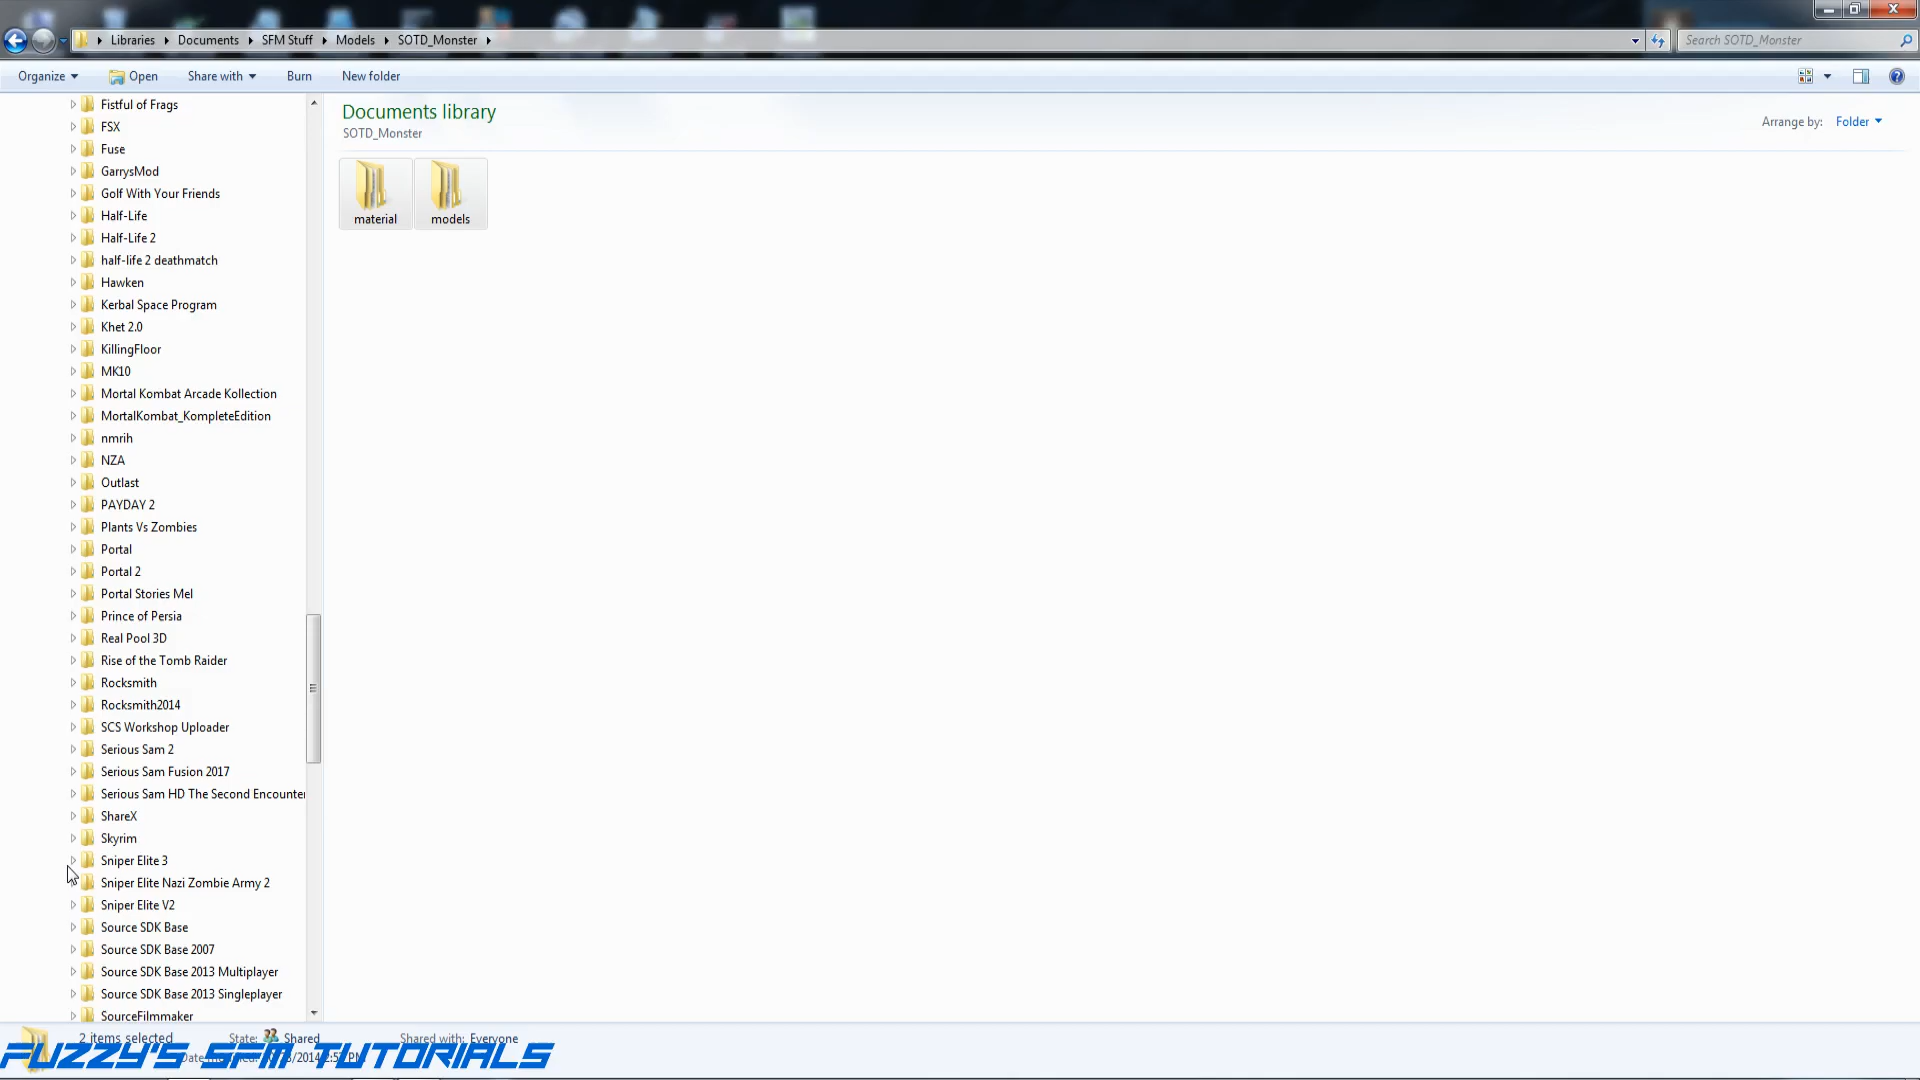 Libraries Documents SFM Stuff Models SOTD_Monster
Search SOTD_Monster
Organize Open Share with Burn New folder
Documents library
SOTD_Monster
Arrange by: Folder
material models
Fistful of Frags
FSX
Fuse
GarrysMod
Golf With Your Friends
Half-Life
Half-Life 2
half-life 2 deathmatch
Hawken
Kerbal Space Program
Khet 2.0
KillingFloor
MK10
Mortal Kombat Arcade Kollection
MortalKombat_KompleteEdition
nmrih
NZA
Outlast
PAYDAY 2
Plants Vs Zombies
Portal
Portal 2
Portal Stories Mel
Prince of Persia
Real Pool 3D
Rise of the Tomb Raider
Rocksmith
Rocksmith2014
SCS Workshop Uploader
Serious Sam 2
Serious Sam Fusion 2017
Serious Sam HD The Second Encounter
ShareX
Skyrim
Sniper Elite 3
Sniper Elite Nazi Zombie Army 2
Sniper Elite V2
Source SDK Base
Source SDK Base 2007
Source SDK Base 2013 Multiplayer
Source SDK Base 2013 Singleplayer
SourceFilmmaker
2 items selected State: Shared Shared with: Everyone
FUZZY'S SFM TUTORIALS